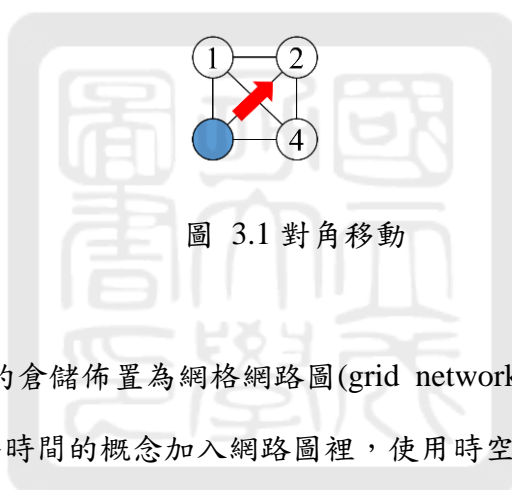 1 2
4
圖 3.1 對角移動
的倉儲佈置為網格網路圖(grid network
時間的概念加入網路圖裡，使用時空